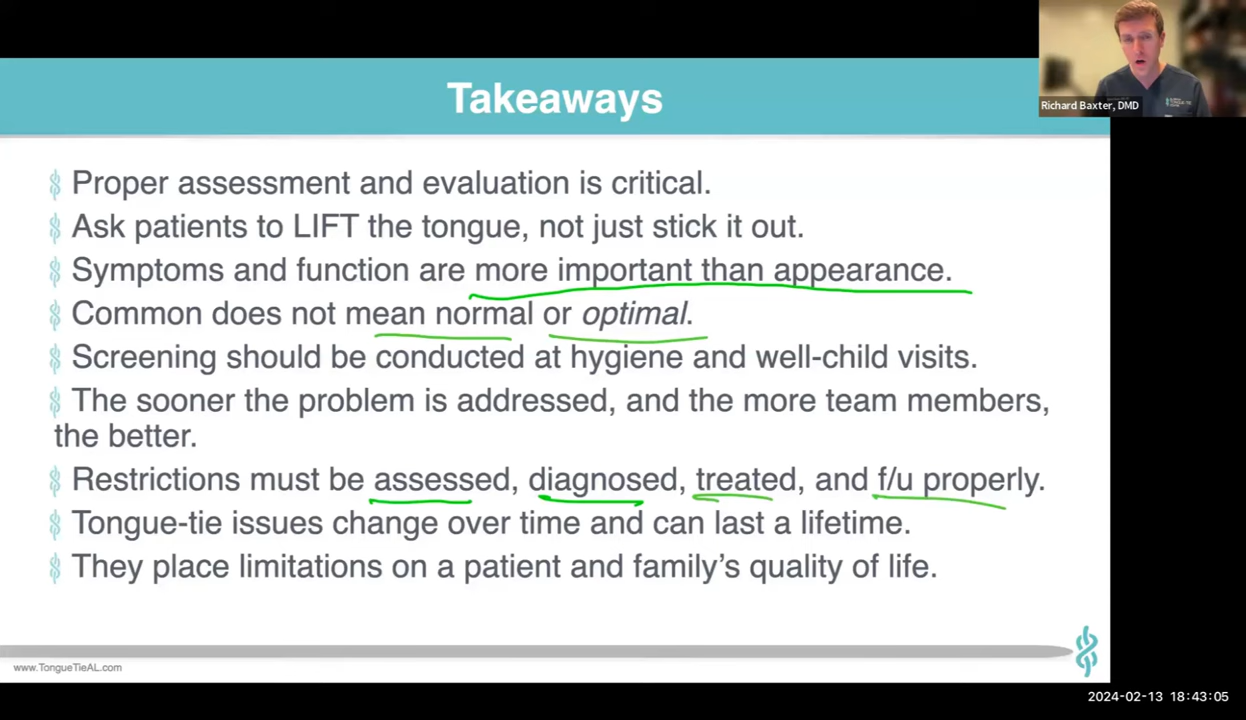 Takeaways
Richard Baxter, DMD
Proper assessment and evaluation is critical.
Ask patients to LIFT the tongue, not just stick it out.
Symptoms and function are more important than appearance.
Common does not mean normal or optimal.
Screening should be conducted at hygiene and well-child visits.
The sooner the problem is addressed, and the more team members,
the better.
Restrictions must be assessed, diagnosed, treated, and f/u properly.
Tongue-tie issues change over time and can last a lifetime.
They place limitations on a patient and family’s quality of life.
www.TongueTieAL.com
2024-02-13 18:43:05